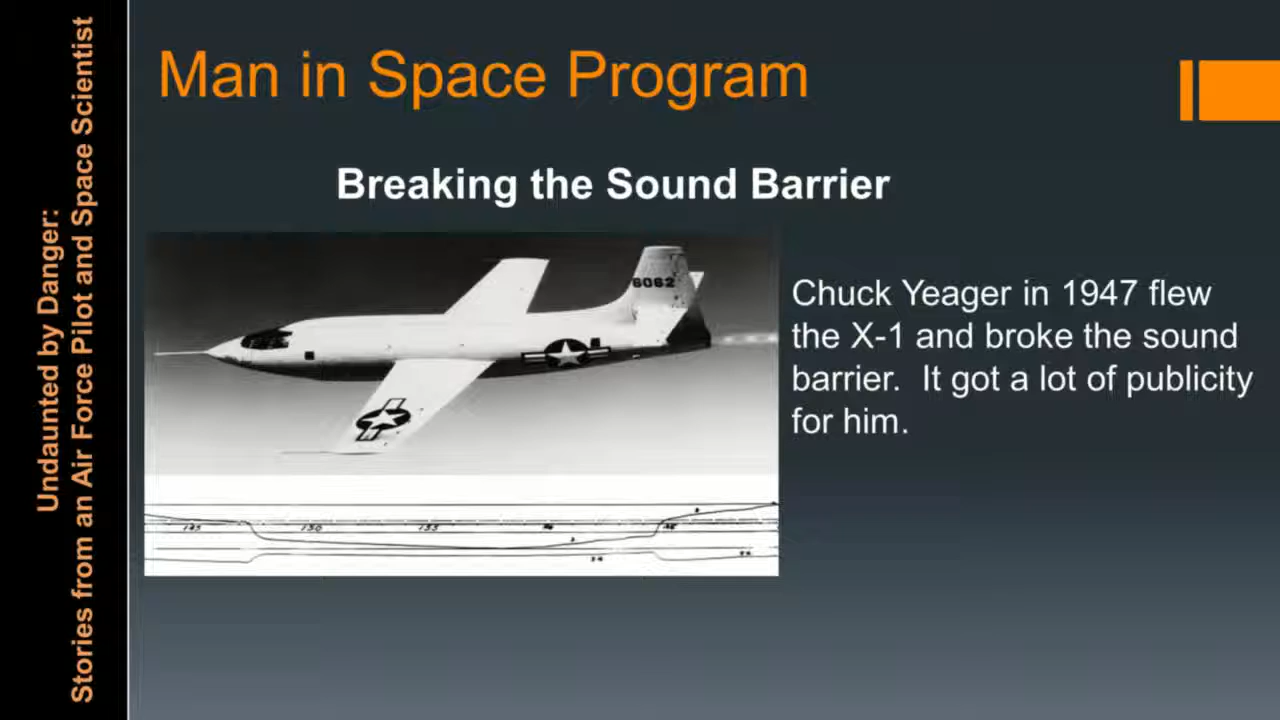 Undaunted by Danger:
Stories from an Air Force Pilot and Space Scientist
Man in Space Program
Breaking the Sound Barrier
6062
Chuck Yeager in 1947 flew
the X-1 and broke the sound
barrier.  It got a lot of publicity
for him.
130